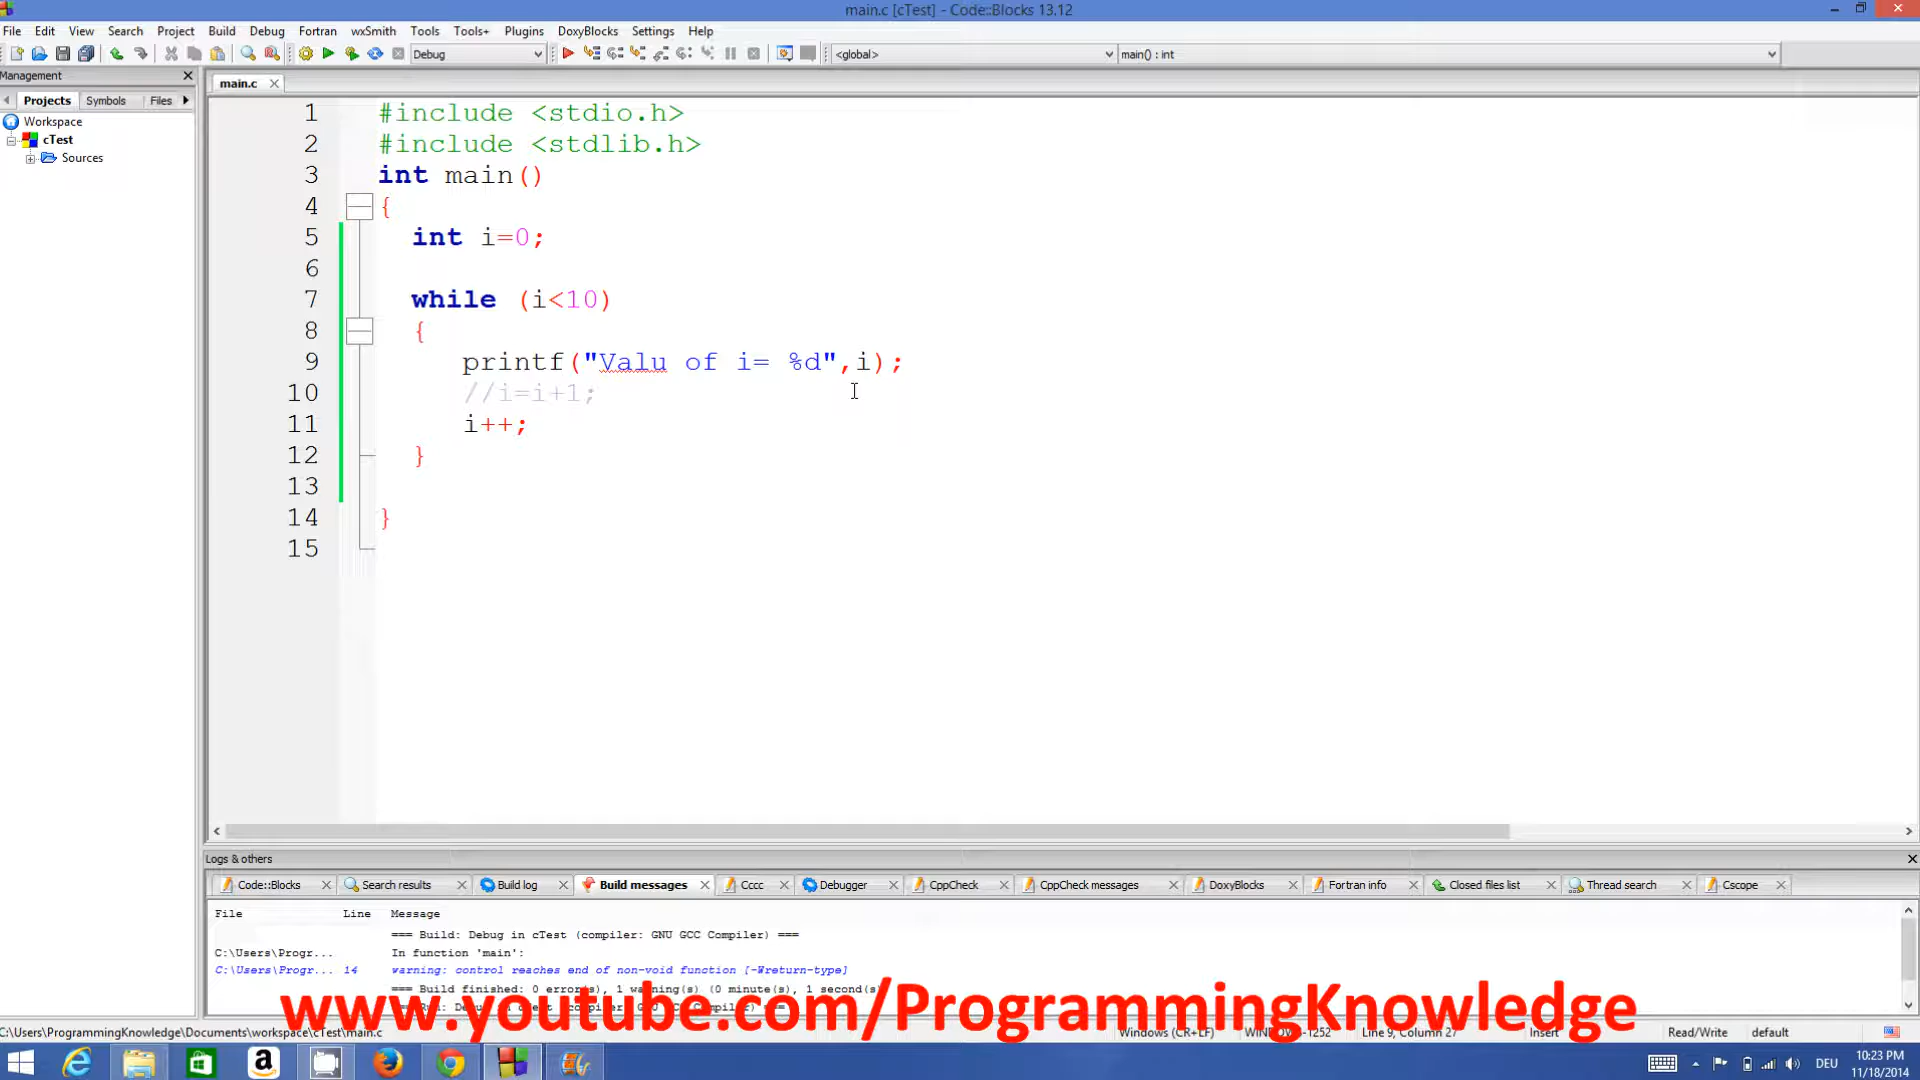 main.c [cTest] - Code::Blocks 13.12
File Edit View Search Project Build Debug Fortran wxSmith Tools Tools+ Plugins DoxyBlocks Settings Help
Debug <global> main() : int
Management
main.c
Projects Symbols Files
Workspace
cTest
Sources
1 #include <stdio.h>
2 #include <stdlib.h>
3 int main()
4 {
5 int i=0;
6
7 while (i<10)
8 {
9 printf("Valu of i= %d",i);
10 //i=i+1;
11 i++;
12 }
13
14 }
15
Logs & others
Code::Blocks Search results Build log Build messages Cccc Debugger CppCheck CppCheck messages DoxyBlocks Fortran info Closed files list Thread search Cscope
File Line Message
=== Build: Debug in cTest (compiler: GNU GCC Compiler) ===
C:\Users\Progr... In function 'main':
C:\Users\Progr... 14 warning: control reaches end of non-void function [-Wreturn-type]
=== Build finished: 0 error(s), 1 warning(s) (0 minute(s), 1 second(s)
www.youtube.com/ProgrammingKnowledge
C:\Users\ProgrammingKnowledge\Documents\workspace\cTest\main.c Windows (CR+LF) WINDOWS-1252 Line 9, Column 27 Insert Read/Write default
DEU
10:23 PM
11/18/2014